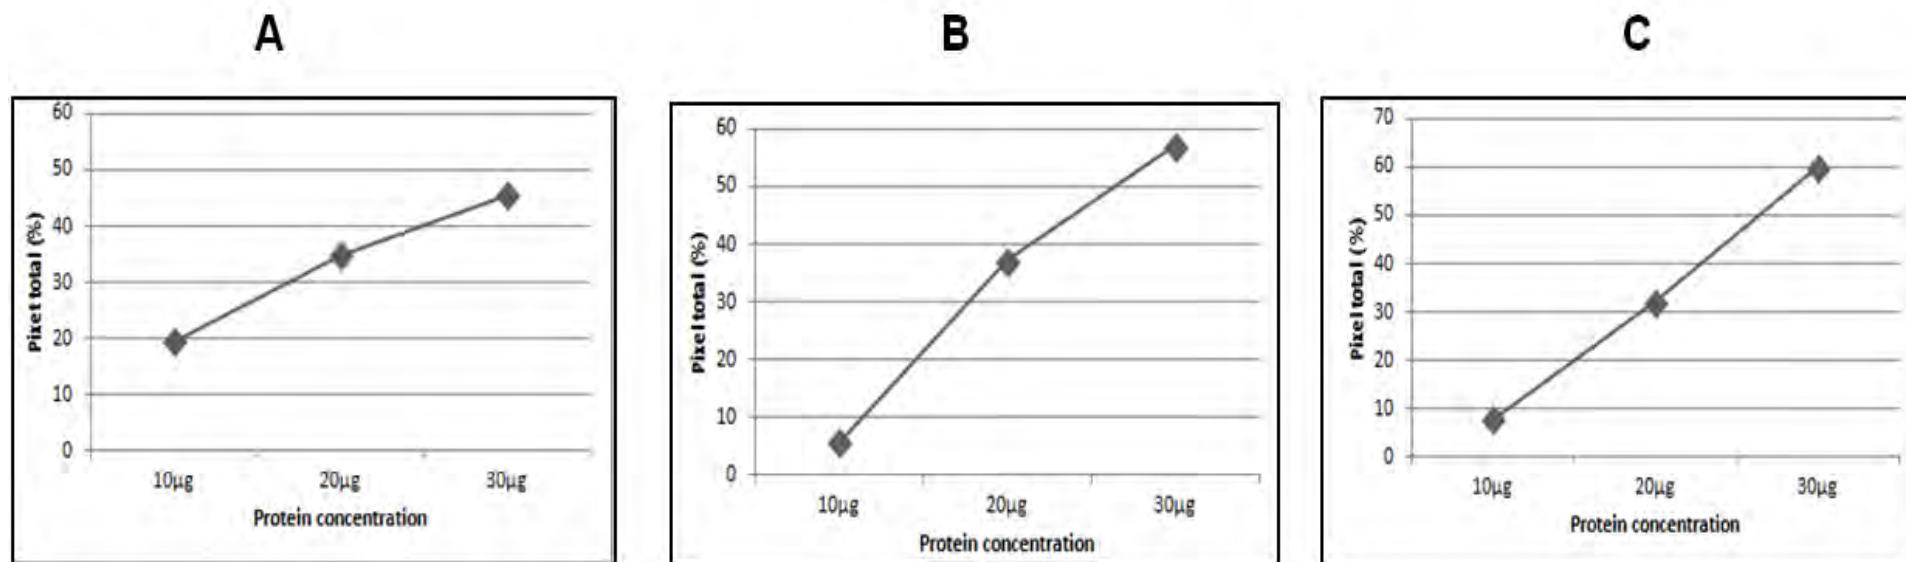 A
B
C
60
50
40
30
20
10
0
Pixel total (%)
10µg
20µg
30µg
Protein concentration
60
50
40
30
20
10
0
Pixel total (%)
10µg
20µg
30µg
Protein concentration
70
60
50
40
30
20
10
0
Pixel total (%)
10µg
20µg
30µg
Protein concentration